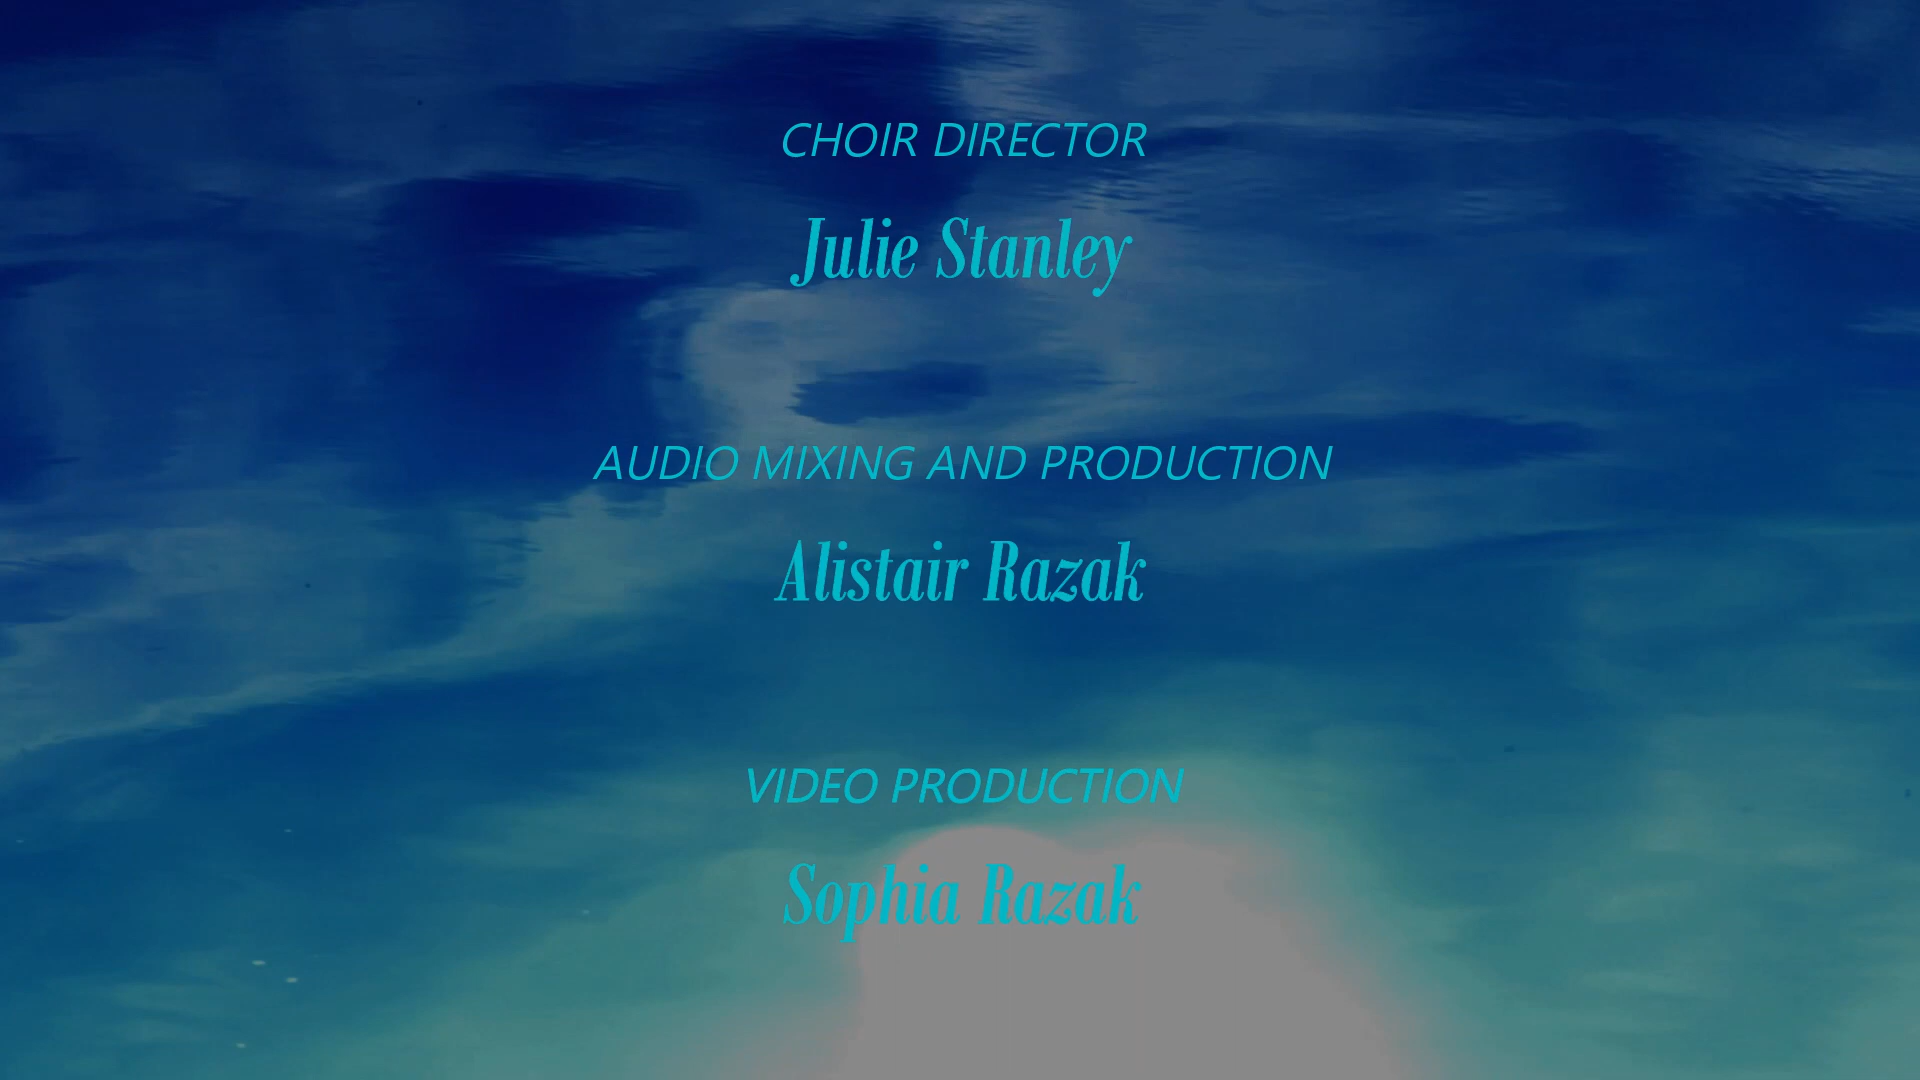 CHOIR DIRECTOR
Julie Stanley
AUDIO MIXING AND PRODUCTION
Alistair Razak
VIDEO PRODUCTION
Sophia Razak